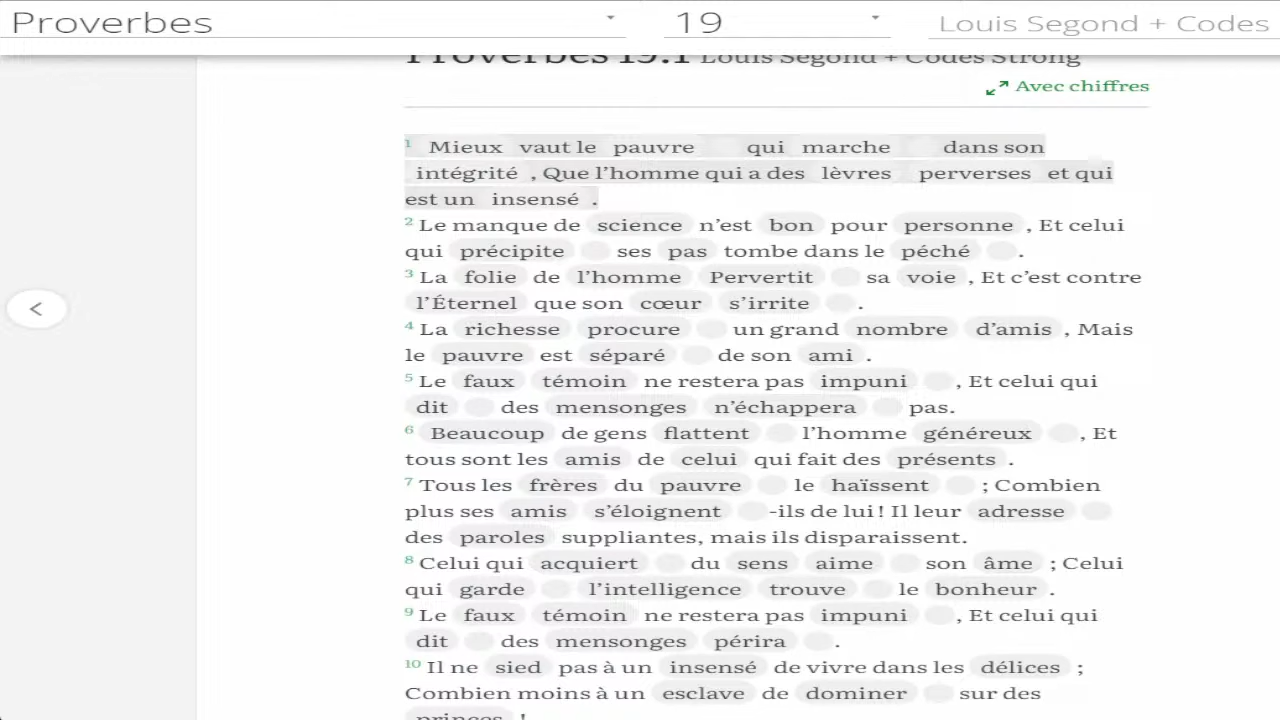 Proverbes 19 Louis Segond + Codes
Proverbes 19.1 Louis Segond + Codes Strong
Avec chiffres
1 Mieux vaut le pauvre qui marche dans son
intégrité , Que l’homme qui a des lèvres perverses et qui
est un insensé .
2 Le manque de science n’est bon pour personne , Et celui
qui précipite ses pas tombe dans le péché .
3 La folie de l’homme Pervertit sa voie , Et c’est contre
l’Éternel que son cœur s’irrite .
4 La richesse procure un grand nombre d’amis , Mais
le pauvre est séparé de son ami .
5 Le faux témoin ne restera pas impuni , Et celui qui
dit des mensonges n’échappera pas.
6 Beaucoup de gens flattent l’homme généreux , Et
tous sont les amis de celui qui fait des présents .
7 Tous les frères du pauvre le haïssent ; Combien
plus ses amis s’éloignent -ils de lui! Il leur adresse
des paroles suppliantes, mais ils disparaissent.
8 Celui qui acquiert du sens aime son âme ; Celui
qui garde l’intelligence trouve le bonheur .
9 Le faux témoin ne restera pas impuni , Et celui qui
dit des mensonges périra .
10 Il ne sied pas à un insensé de vivre dans les délices ;
Combien moins à un esclave de dominer sur des
princes !